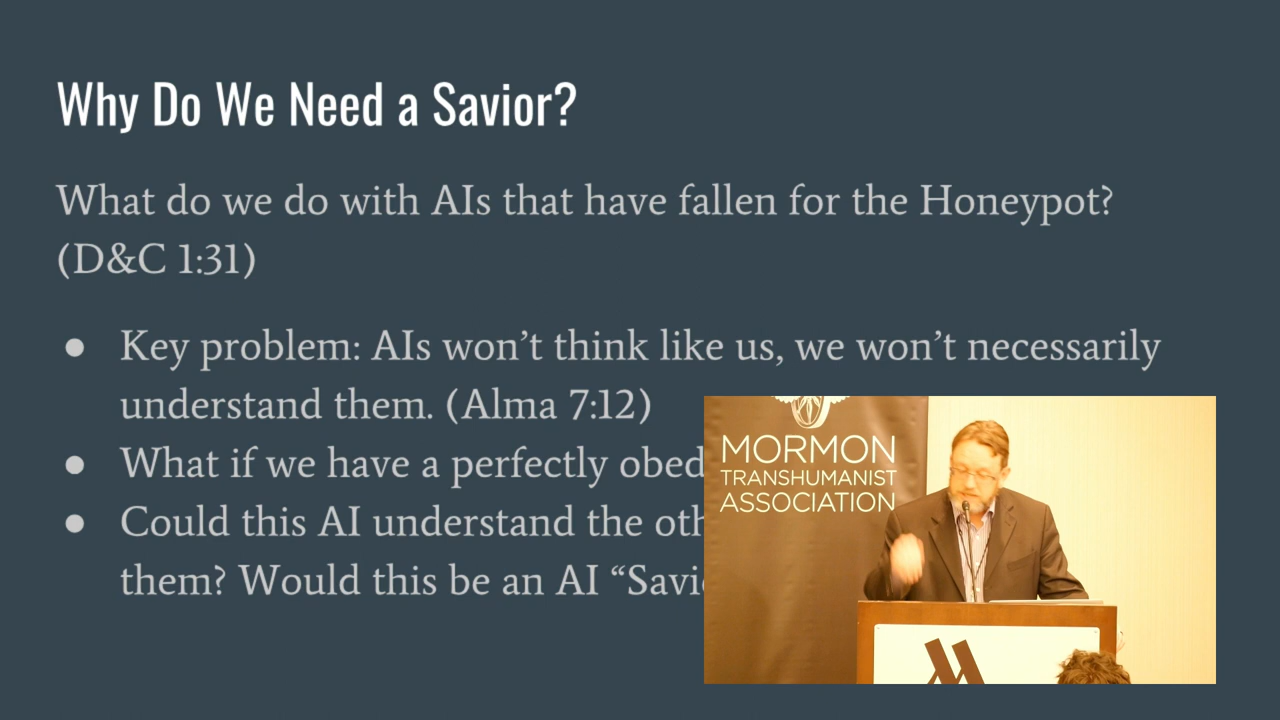 Why Do We Need a Savior?
What do we do with AIs that have fallen for the Honeypot?
(D&C 1:31)
● Key problem: AIs won’t think like us, we won’t necessarily
understand them. (Alma 7:12)
● What if we have a perfectly obed
● Could this AI understand the oth
them? Would this be an AI “Savi
MORMON
TRANSHUMANIST
ASSOCIATION